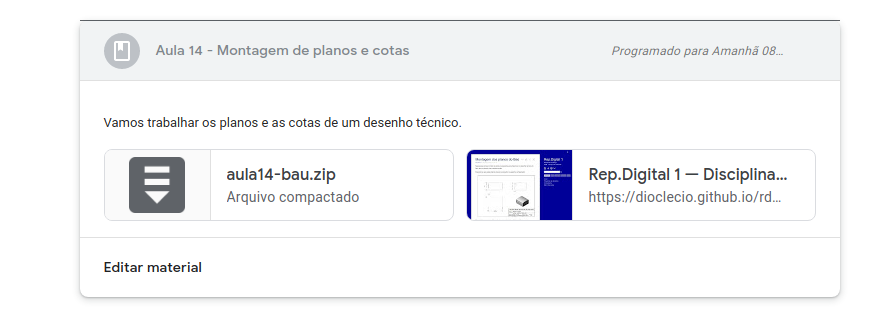 Aula 14 - Montagem de planos e cotas
Programado para Amanhã 08…
Vamos trabalhar os planos e as cotas de um desenho técnico.
aula14-bau.zip
Arquivo compactado
Rep.Digital 1 — Disciplina…
https://dioclecio.github.io/rd…
Editar material